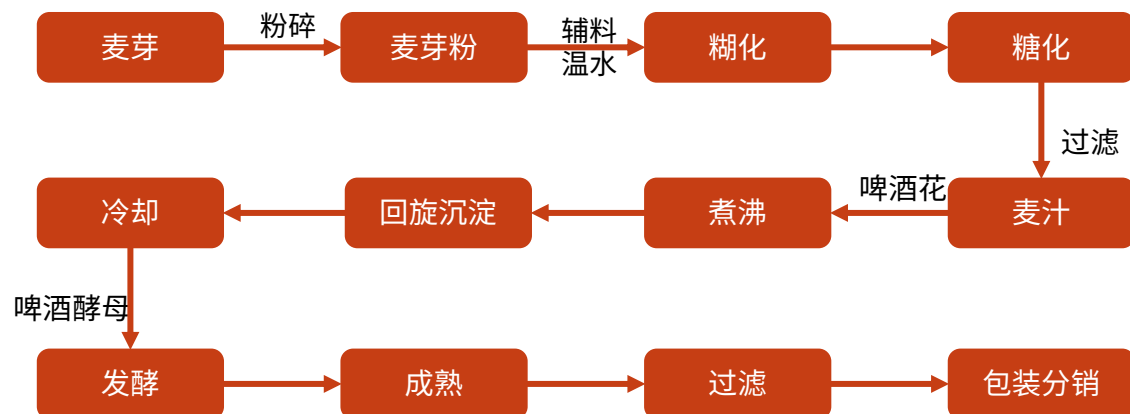 麦芽
粉碎
麦芽粉
辅料
温水
糊化
糖化
过滤
麦汁
啤酒花
煮沸
回旋沉淀
冷却
啤酒酵母
发酵
成熟
过滤
包装分销